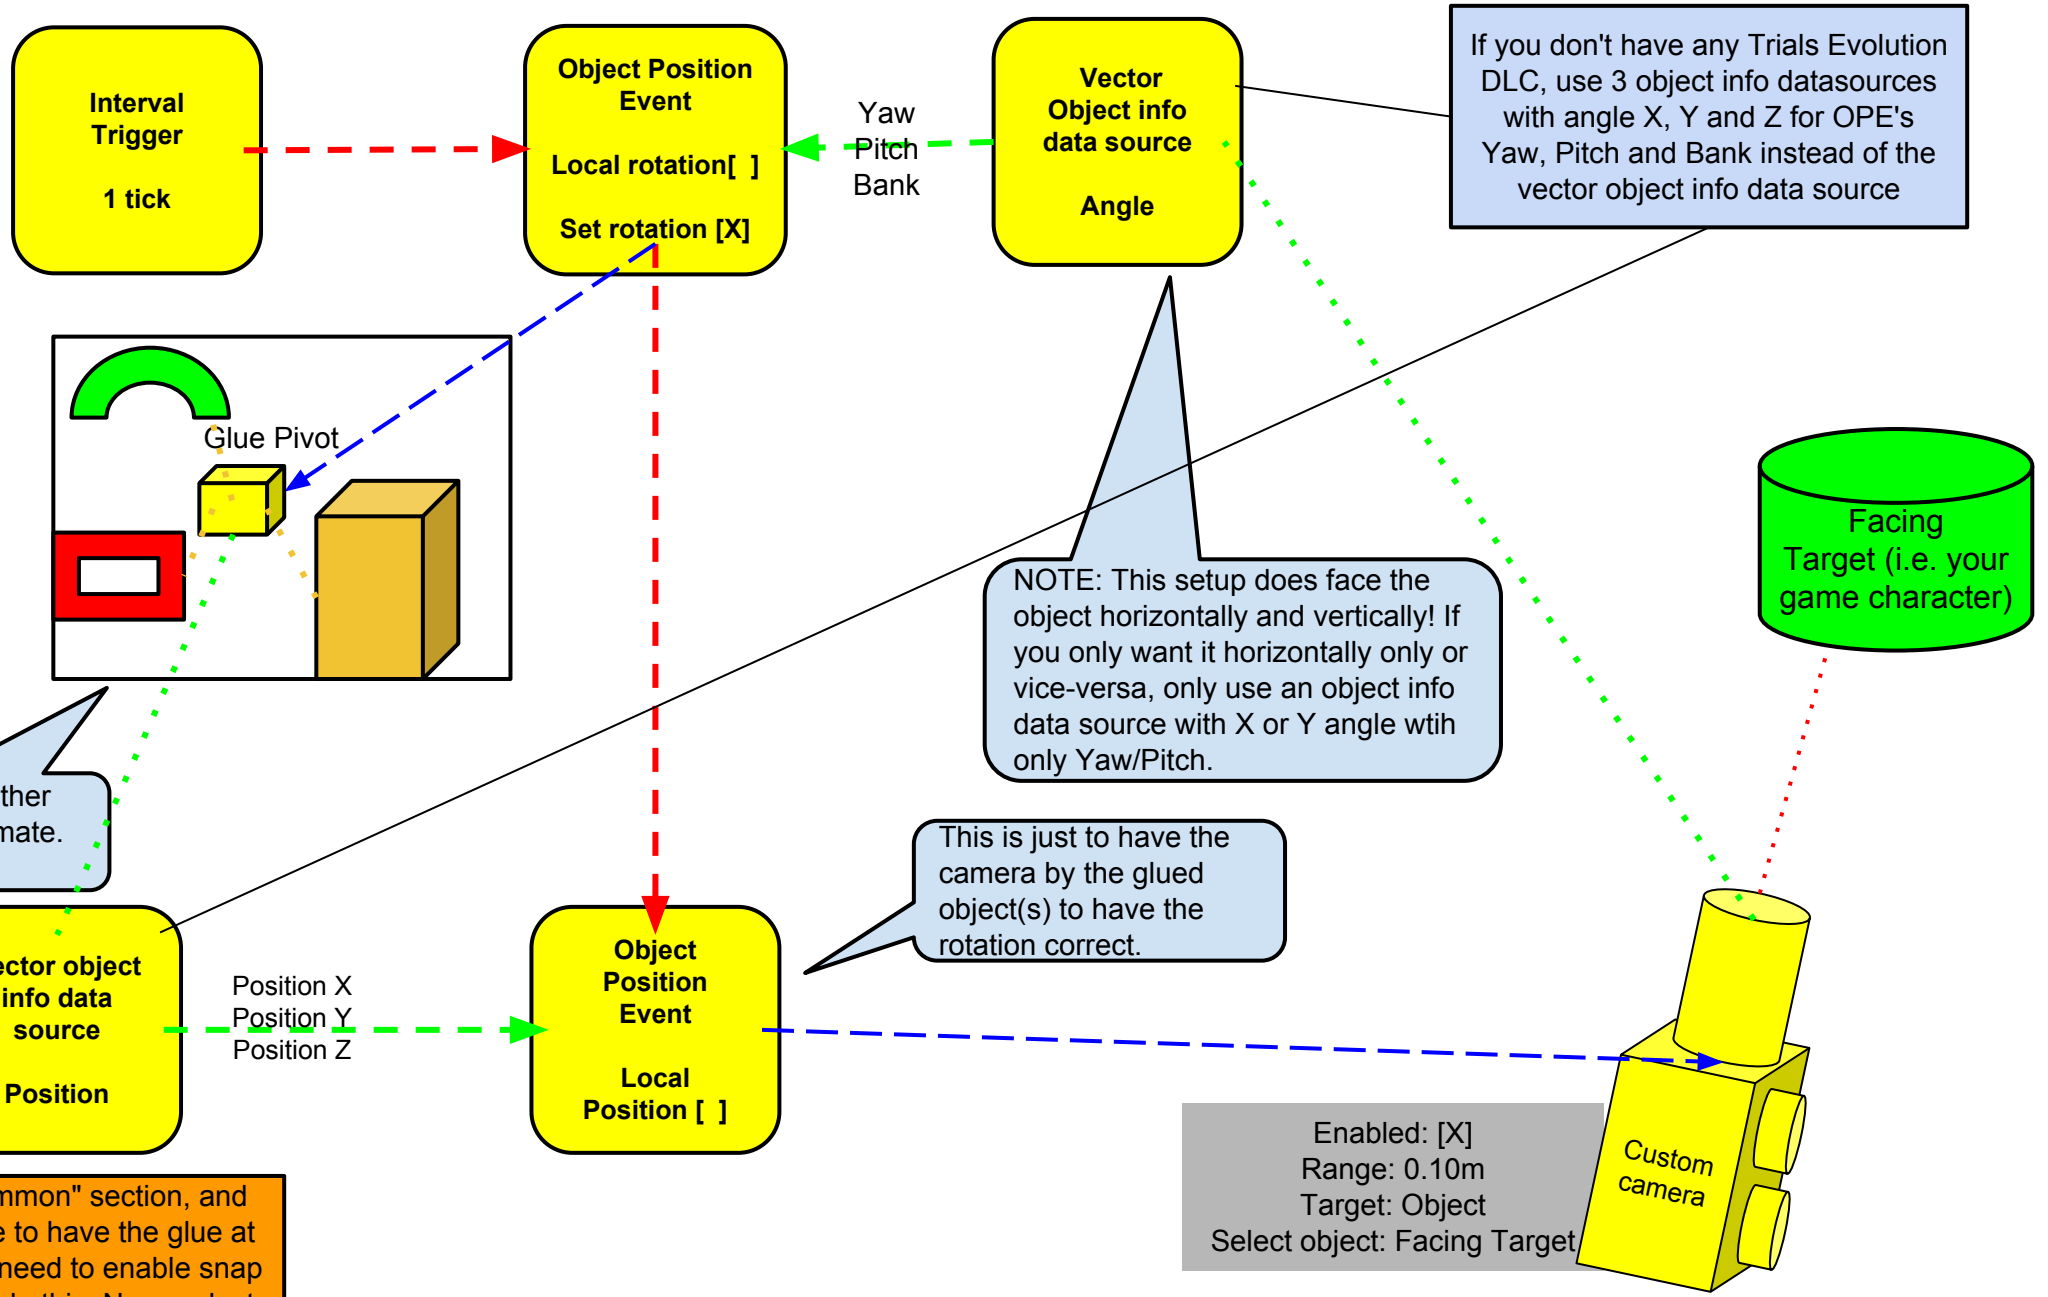 Interval
Trigger
1 tick
Object Position
Event
Local rotation[ ]
Set rotation [X]
Yaw
Pitch
Bank
Vector
Object info
data source
Angle
If you don't have any Trials Evolution
DLC, use 3 object info datasources
with angle X, Y and Z for OPE's
Yaw, Pitch and Bank instead of the
vector object info data source
Glue Pivot
Facing
Target (i.e. your
game character)
NOTE: This setup does face the
object horizontally and vertically! If
you only want it horizontally only or
vice-versa, only use an object info
data source with X or Y angle wtih
only Yaw/Pitch.
ther
mate.
This is just to have the
camera by the glued
object(s) to have the
rotation correct.
ector object
info data
source
Position
Position X
Position Y
Position Z
Object
Position
Event
Local
Position [ ]
Enabled: [X]
Range: 0.10m
Target: Object
Select object: Facing Target
Custom
camera
mmon" section, and
e to have the glue at
need to enable snap